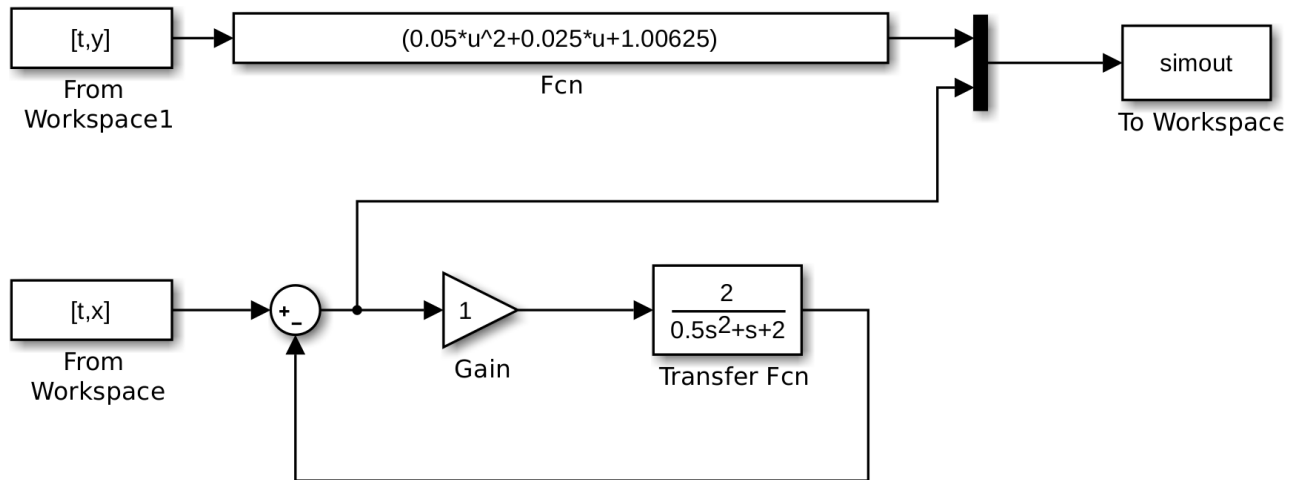 [t,y]
(0.05*u^2+0.025*u+1.00625)
simout
From
Workspace1
Fcn
To Workspace
[t,x]
+
−
1
2
0.5s2+s+2
From
Workspace
Gain
Transfer Fcn